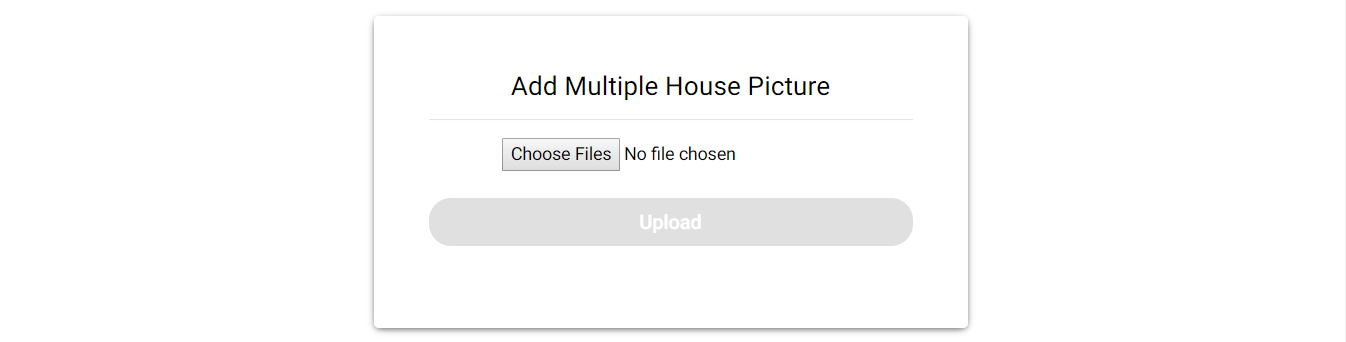 Add Multiple House Picture
Choose Files No file chosen
Upload